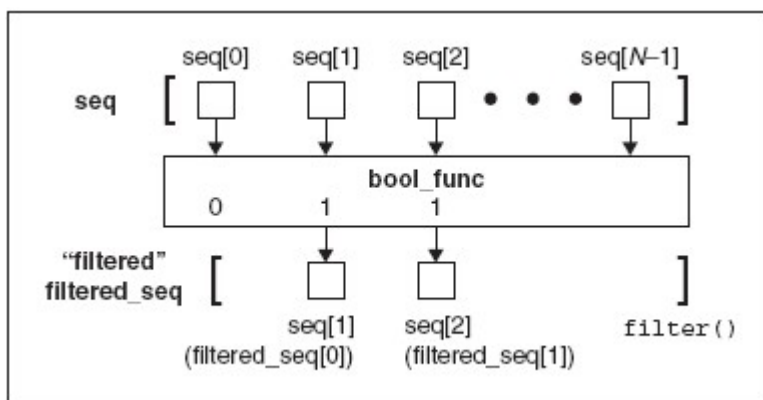 seq[0] seq[1] seq[2] seq[N–1]
seq [ • • • ]
bool_func
0 1 1
“filtered”
filtered_seq [ ]
seq[1] seq[2] filter()
(filtered_seq[0]) (filtered_seq[1])